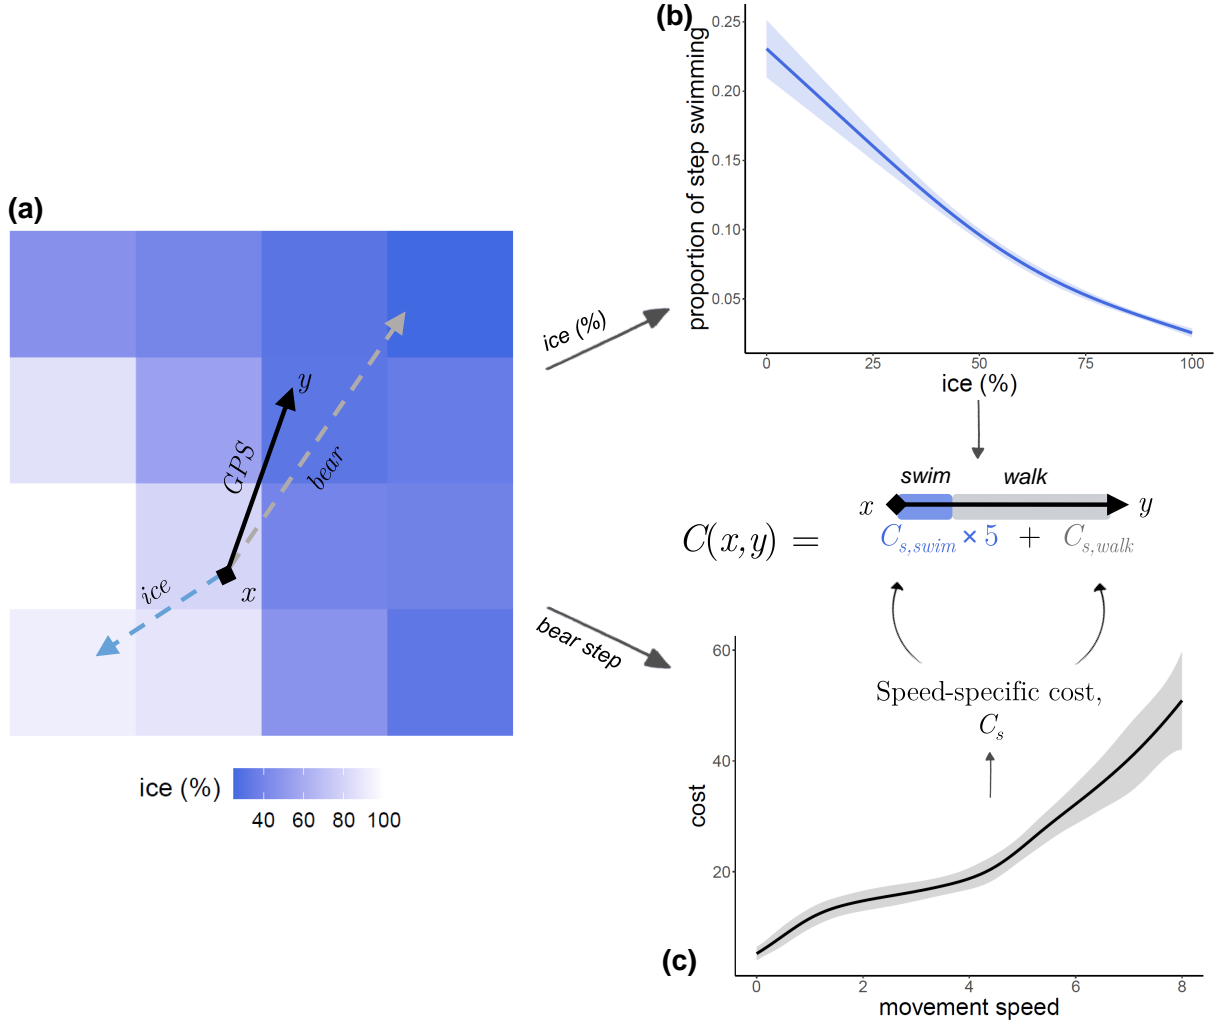 (a)
y
GPS
bear
ice
x
ice (%)
40 60 80 100
ice (%)
bear step
(b)
proportion of step swimming
0.25
0.20
0.15
0.10
0.05
0 25 50 75 100
ice (%)
swim walk
x y
C(x,y) = C_{s,swim} × 5 + C_{s,walk}
Speed-specific cost,
C_s
(c)
cost
60
40
20
0 2 4 6 8
movement speed